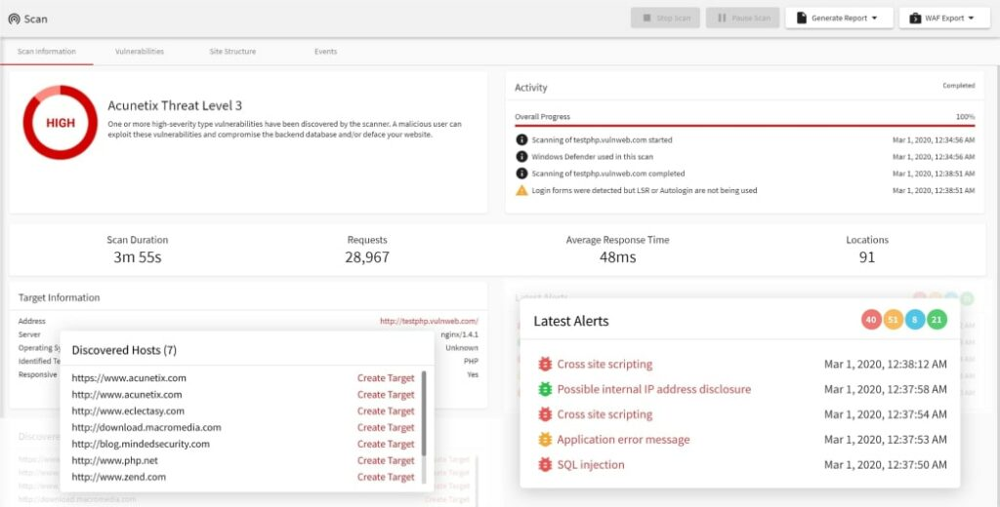 Scan
Stop Scan
Pause Scan
Generate Report
WAF Export
Scan information
Vulnerabilities
Site Structure
Events
HIGH
Acunetix Threat Level 3
One or more high-severity type vulnerabilities have been discovered by the scanner. A malicious user can
exploit these vulnerabilities and compromise the backend database and/or deface your website.
Activity
Completed
Overall Progress
100%
Scanning of testphp.vulnweb.com started
Mar 1, 2020, 12:34:56 AM
Windows Defender used in this scan
Mar 1, 2020, 12:34:56 AM
Scanning of testphp.vulnweb.com completed
Mar 1, 2020, 12:38:51 AM
Login forms were detected but LSR or Autologin are not being used
Mar 1, 2020, 12:38:51 AM
Scan Duration
3m 55s
Requests
28,967
Average Response Time
48ms
Locations
91
Target Information
Address
http://testphp.vulnweb.com/
Server
nginx/1.4.1
Operating Sy
Unknown
Identified Te
PHP
Responsive
Yes
Discovered Hosts (7)
https://www.acunetix.com Create Target
http://www.acunetix.com Create Target
http://www.eclectasy.com Create Target
http://download.macromedia.com Create Target
http://blog.mindedsecurity.com Create Target
http://www.php.net Create Target
http://www.zend.com Create Target
Discovere
Create Target
Create Target
http://download.macromedia.com Create Target
Latest Alerts
Latest Alerts
40 51 8 21
Cross site scripting Mar 1, 2020, 12:38:12 AM
Possible internal IP address disclosure Mar 1, 2020, 12:37:58 AM
Cross site scripting Mar 1, 2020, 12:37:54 AM
Application error message Mar 1, 2020, 12:37:53 AM
SQL injection Mar 1, 2020, 12:37:50 AM